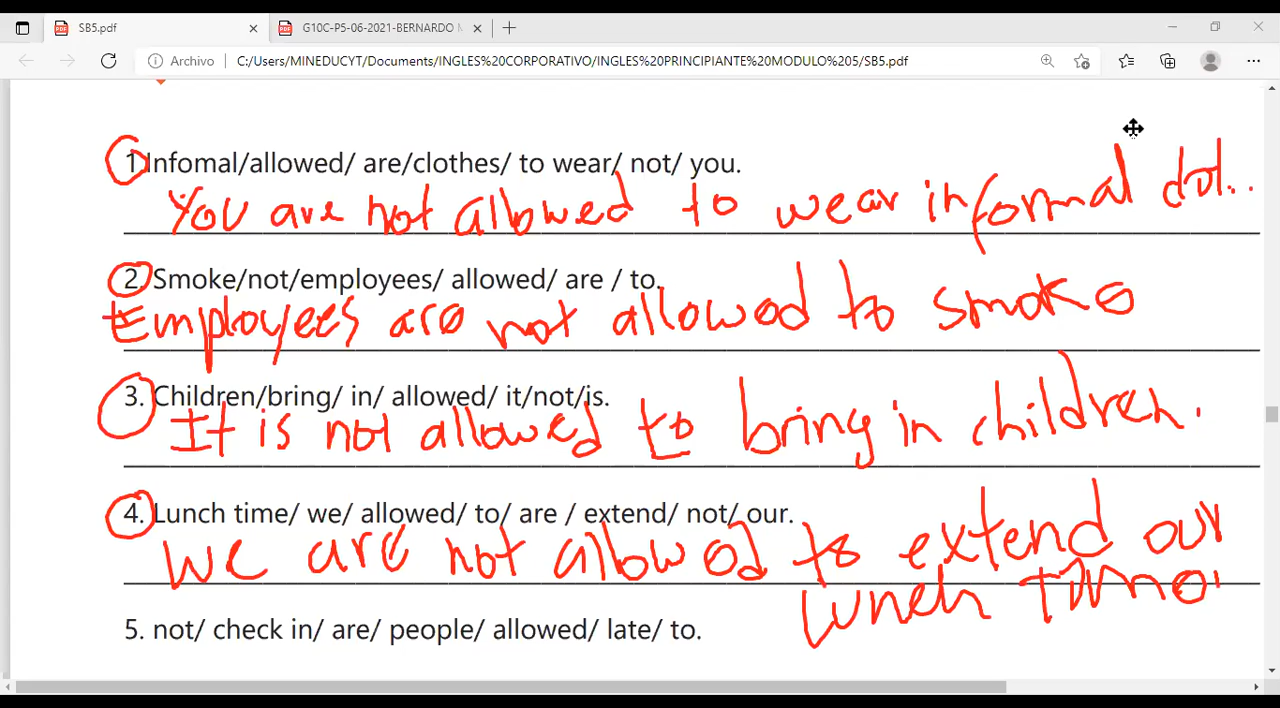 SB5.pdf
G10C-P5-06-2021-BERNARDO M
Archivo
C:/Users/MINEDUCYT/Documents/INGLES%20CORPORATIVO/INGLES%20PRINCIPIANTE%20MODULO%205/SB5.pdf
1.Infomal/allowed/ are/clothes/ to wear/ not/ you.
You are not allowed to wear informal
2. Smoke/not/employees/ allowed/ are / to.
Employees are not allowed to smoke
3. Children/bring/ in/ allowed/ it/not/is.
It is not allowed to bring in children.
4. Lunch time/ we/ allowed/ to/ are / extend/ not/ our.
We are not allowed to extend our
lunch
5. not/ check in/ are/ people/ allowed/ late/ to.